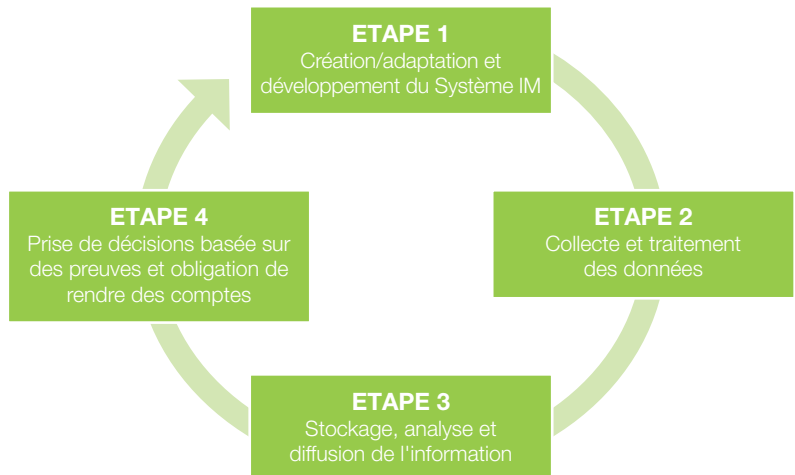 ETAPE 1
Création/adaptation et
développement du Système IM
ETAPE 2
Collecte et traitement
des données
ETAPE 3
Stockage, analyse et
diffusion de l'information
ETAPE 4
Prise de décisions basée sur
des preuves et obligation de
rendre des comptes